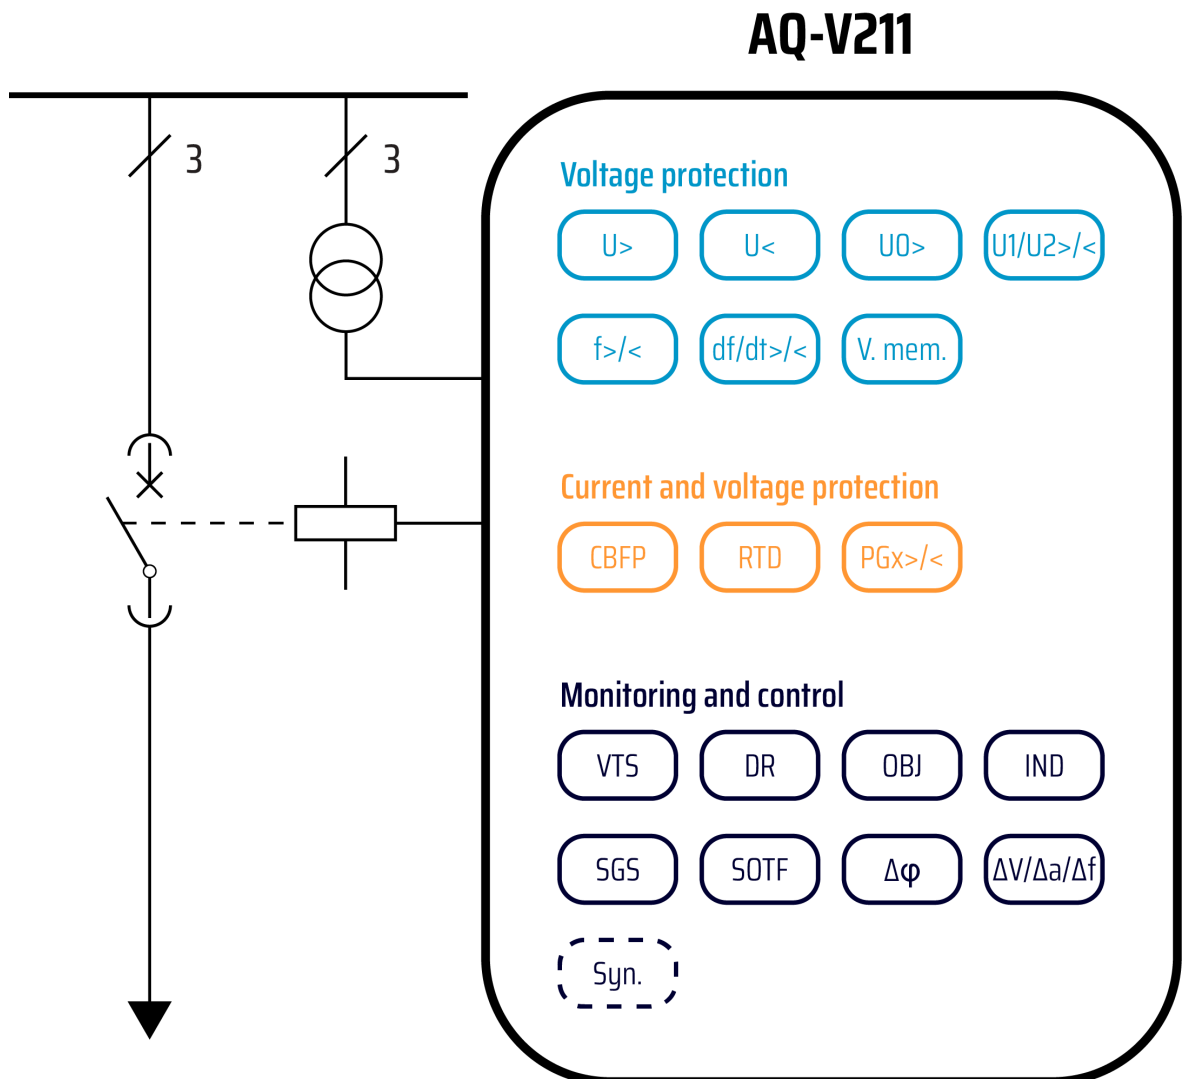 AQ-V211
3
3
Voltage protection
U>
U<
U0>
U1/U2>/<
f>/<
df/dt>/<
V. mem.
Current and voltage protection
CBFP
RTD
PGx>/<
Monitoring and control
VTS
DR
OBJ
IND
SGS
SOTF
Δφ
ΔV/Δa/Δf
Syn.